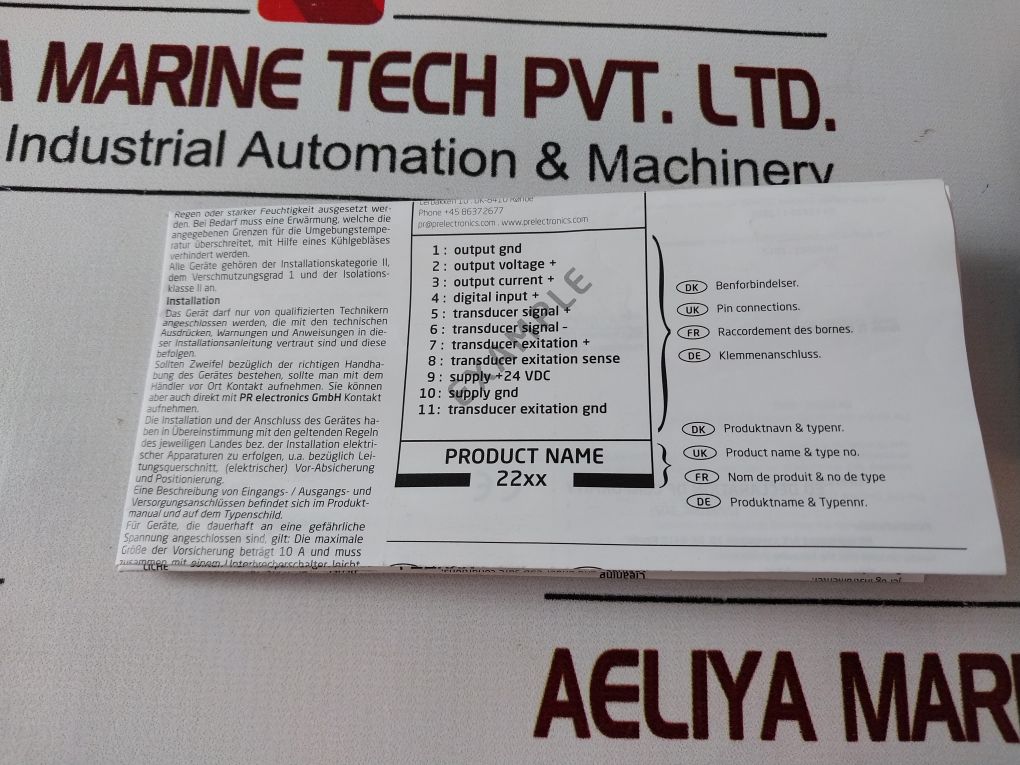 A MARINE TECH PVT. LTD.
Industrial Automation & Machinery
Regen oder starker Feuchtigkeit ausgesetzt wer-
den. Bei Bedarf muss eine Erwärmung, welche die
angegebenen Grenzen für die Umgebungstempe-
ratur überschreitet, mit Hilfe eines Kühlgebläses
verhindert werden.
Alle Geräte gehören der Installationskategorie II,
dem Verschmutzungsgrad 1 und der Isolations-
klasse II an.
Installation
Das Gerät darf nur von qualifizierten Technikern
angeschlossen werden, die mit den technischen
Ausdrücken, Warnungen und Anweisungen in die-
ser Installationsanleitung vertraut sind und diese
befolgen.
Sollten Zweifel bezüglich der richtigen Handha-
bung des Gerätes bestehen, sollte man mit dem
Händler vor Ort Kontakt aufnehmen. Sie können
aber auch direkt mit PR electronics GmbH Kontakt
aufnehmen.
Die Installation und der Anschluss des Gerätes ha-
ben in Übereinstimmung mit den geltenden Regeln
des jeweiligen Landes bez. der Installation elektri-
scher Apparaturen zu erfolgen, u.a. bezüglich Lei-
tungsquerschnitt, (elektrischer) Vor-Absicherung
und Positionierung.
Eine Beschreibung von Eingangs- / Ausgangs- und
Versorgungsanschlüssen befindet sich im Produkt-
manual und auf dem Typenschild.
Für Geräte, die dauerhaft an eine gefährliche
Spannung angeschlossen sind, gilt: Die maximale
Größe der Vorsicherung beträgt 10 A und muss
zusammen mit einem Unterbrecherschalter leicht
Lerbakken 10 . DK-8410 Rønde
Phone +45 86372677
pr@prelectronics.com . www.prelectronics.com
1 : output gnd
2 : output voltage +
3 : output current +
4 : digital input +
5 : transducer signal +
6 : transducer signal -
7 : transducer exitation +
8 : transducer exitation sense
9 : supply +24 VDC
10 : supply gnd
11 : transducer exitation gnd
EXAMPLE
PRODUCT NAME
22xx
DK Benforbindelser.
UK Pin connections.
FR Raccordement des bornes.
DE Klemmenanschluss.
DK Produktnavn & typenr.
UK Product name & type no.
FR Nom de produit & no de type
DE Produktname & Typennr.
Cleaning
AELIYA MARI